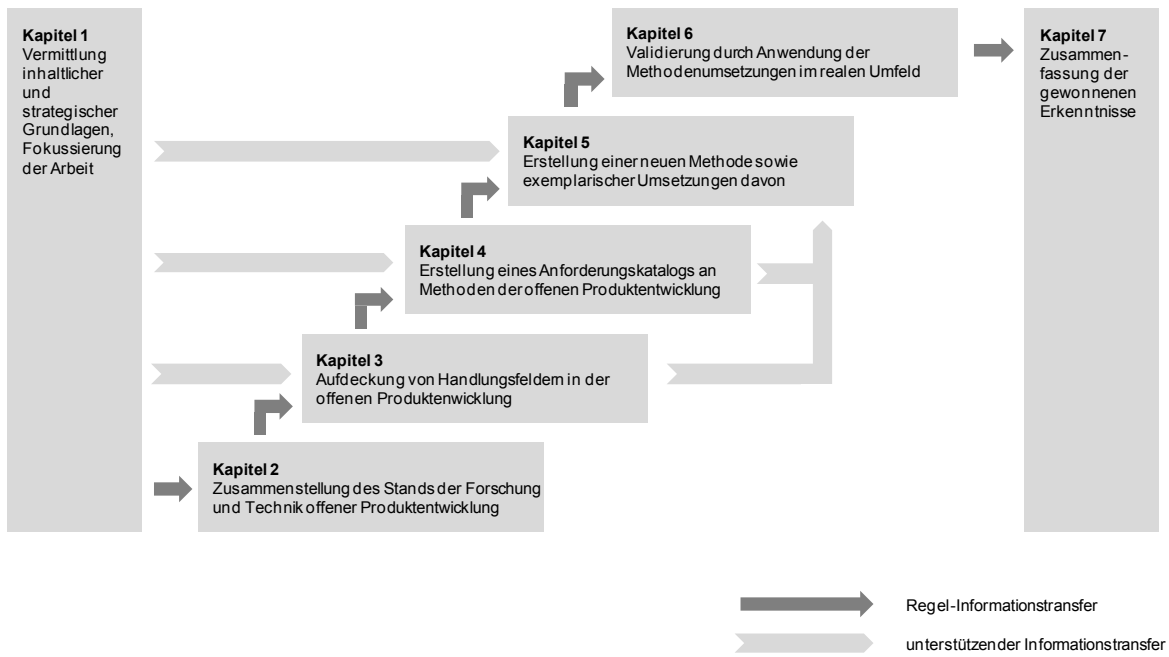 Kapitel 1
Vermittlung
inhaltlicher
und
strategischer
Grundlagen,
Fokussierung
der Arbeit
Kapitel 2
Zusammenstellung des Stands der Forschung
und Technik offener Produktentwicklung
Kapitel 3
Aufdeckung von Handlungsfeldern in der
offenen Produktenwicklung
Kapitel 4
Erstellung eines Anforderungskatalogs an
Methoden der offenen Produktentwicklung
Kapitel 5
Erstellung einer neuen Methode sowie
exemplarischer Umsetzungen davon
Kapitel 6
Validierung durch Anwendung der
Methodenumsetzungen im realen Umfeld
Kapitel 7
Zusammen-
fassung der
gewonnenen
Erkenntnisse
Regel-Informationstransfer
unterstützender Informationstransfer